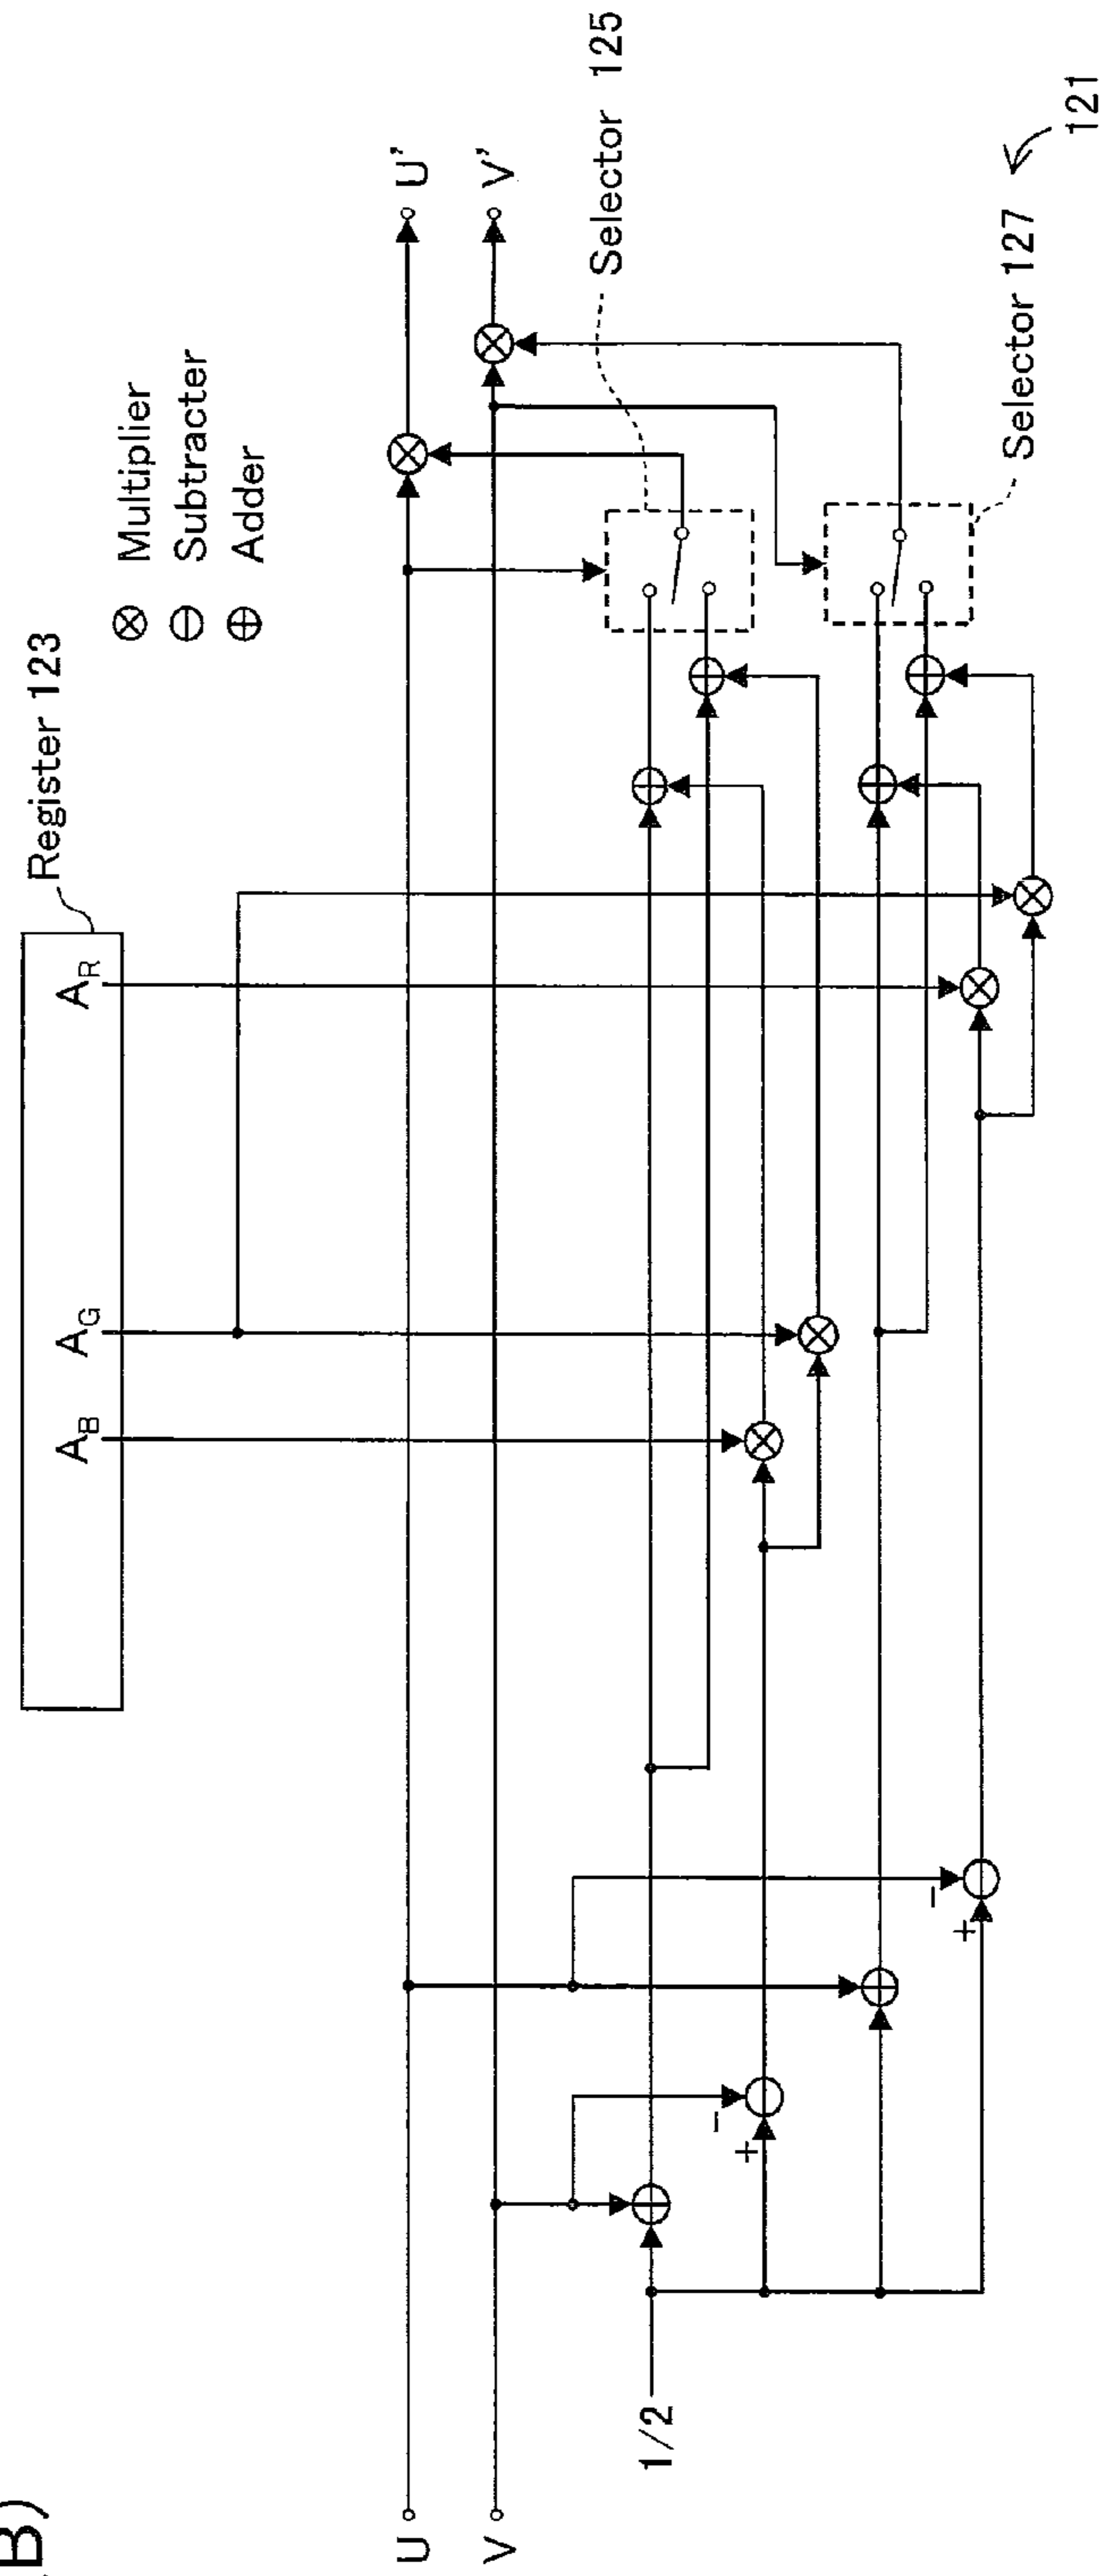 B)
Register 123
A_B
A_G
A_R
⊗ Multiplier
⊖ Subtracter
⊕ Adder
U
U'
V
V'
1/2
+
-
+
-
Selector 125
Selector 127
121